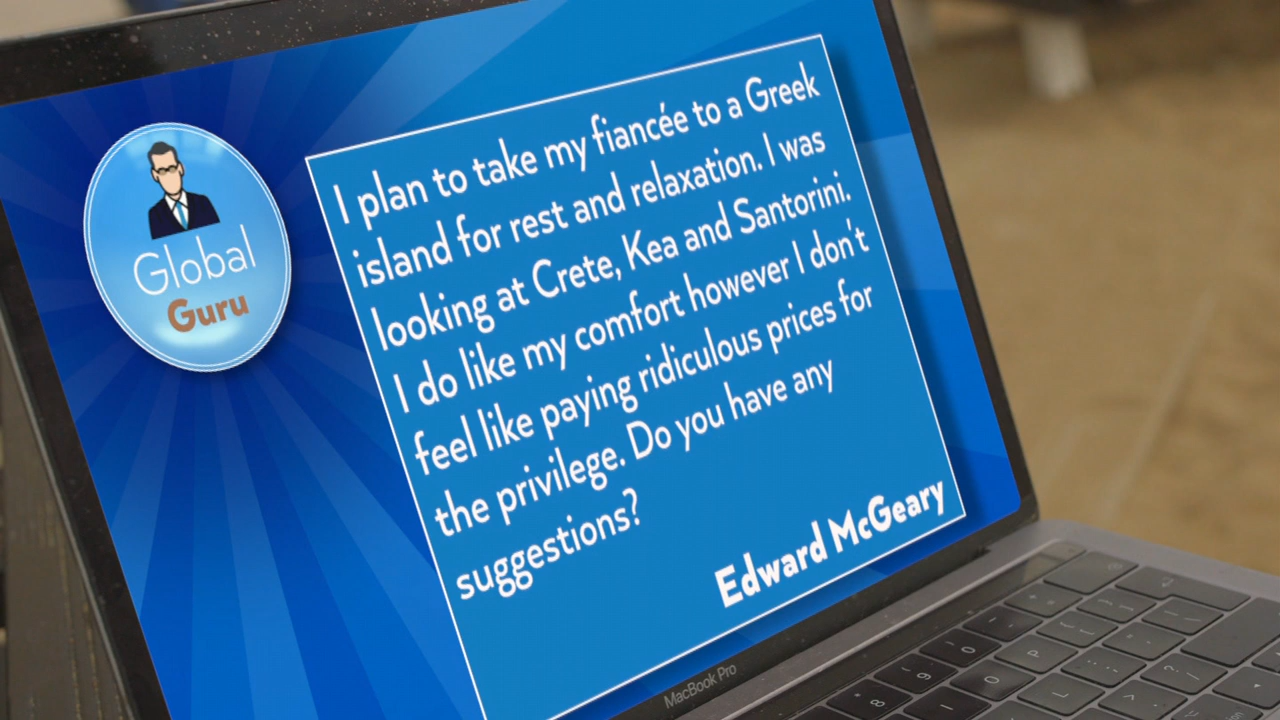 Global
Guru
I plan to take my fiancée to a Greek
island for rest and relaxation. I was
looking at Crete, Kea and Santorini.
I do like my comfort however I don't
feel like paying ridiculous prices for
the privilege. Do you have any
suggestions?
Edward McGeary
MacBook Pro